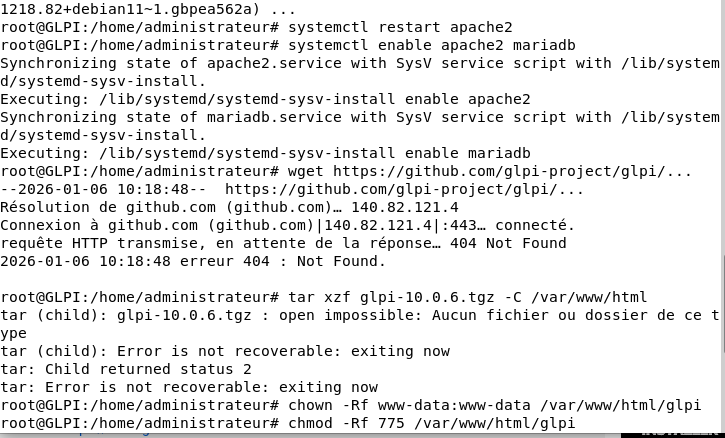 1218.82+debian11~1.gbpea562a) ...
root@GLPI:/home/administrateur# systemctl restart apache2
root@GLPI:/home/administrateur# systemctl enable apache2 mariadb
Synchronizing state of apache2.service with SysV service script with /lib/system
d/systemd-sysv-install.
Executing: /lib/systemd/systemd-sysv-install enable apache2
Synchronizing state of mariadb.service with SysV service script with /lib/system
d/systemd-sysv-install.
Executing: /lib/systemd/systemd-sysv-install enable mariadb
root@GLPI:/home/administrateur# wget https://github.com/glpi-project/glpi/...
--2026-01-06 10:18:48--  https://github.com/glpi-project/glpi/...
Résolution de github.com (github.com)… 140.82.121.4
Connexion à github.com (github.com)|140.82.121.4|:443… connecté.
requête HTTP transmise, en attente de la réponse… 404 Not Found
2026-01-06 10:18:48 erreur 404 : Not Found.
root@GLPI:/home/administrateur# tar xzf glpi-10.0.6.tgz -C /var/www/html
tar (child): glpi-10.0.6.tgz : open impossible: Aucun fichier ou dossier de ce t
ype
tar (child): Error is not recoverable: exiting now
tar: Child returned status 2
tar: Error is not recoverable: exiting now
root@GLPI:/home/administrateur# chown -Rf www-data:www-data /var/www/html/glpi
root@GLPI:/home/administrateur# chmod -Rf 775 /var/www/html/glpi